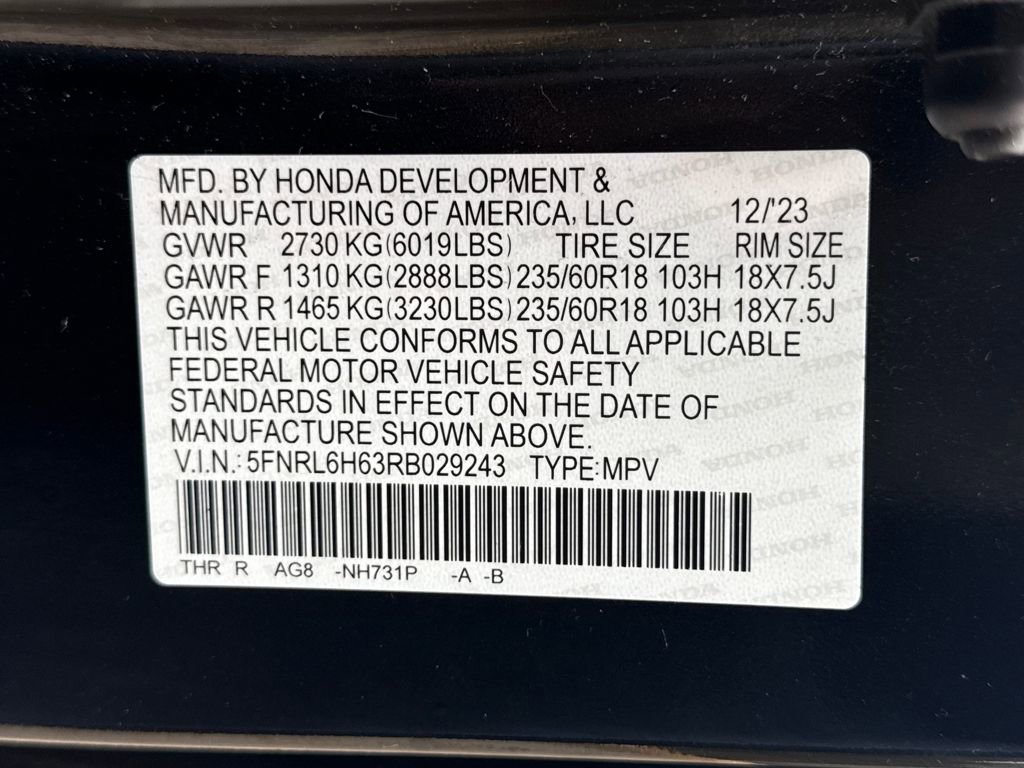 MFD. BY HONDA DEVELOPMENT &
MANUFACTURING OF AMERICA, LLC 12/'23
GVWR 2730 KG(6019LBS) TIRE SIZE RIM SIZE
GAWR F 1310 KG(2888LBS) 235/60R18 103H 18X7.5J
GAWR R 1465 KG(3230LBS) 235/60R18 103H 18X7.5J
THIS VEHICLE CONFORMS TO ALL APPLICABLE
FEDERAL MOTOR VEHICLE SAFETY
STANDARDS IN EFFECT ON THE DATE OF
MANUFACTURE SHOWN ABOVE.
V.I.N.: 5FNRL6H63RB029243 TYPE:MPV
THR R AG8 -NH731P -A -B